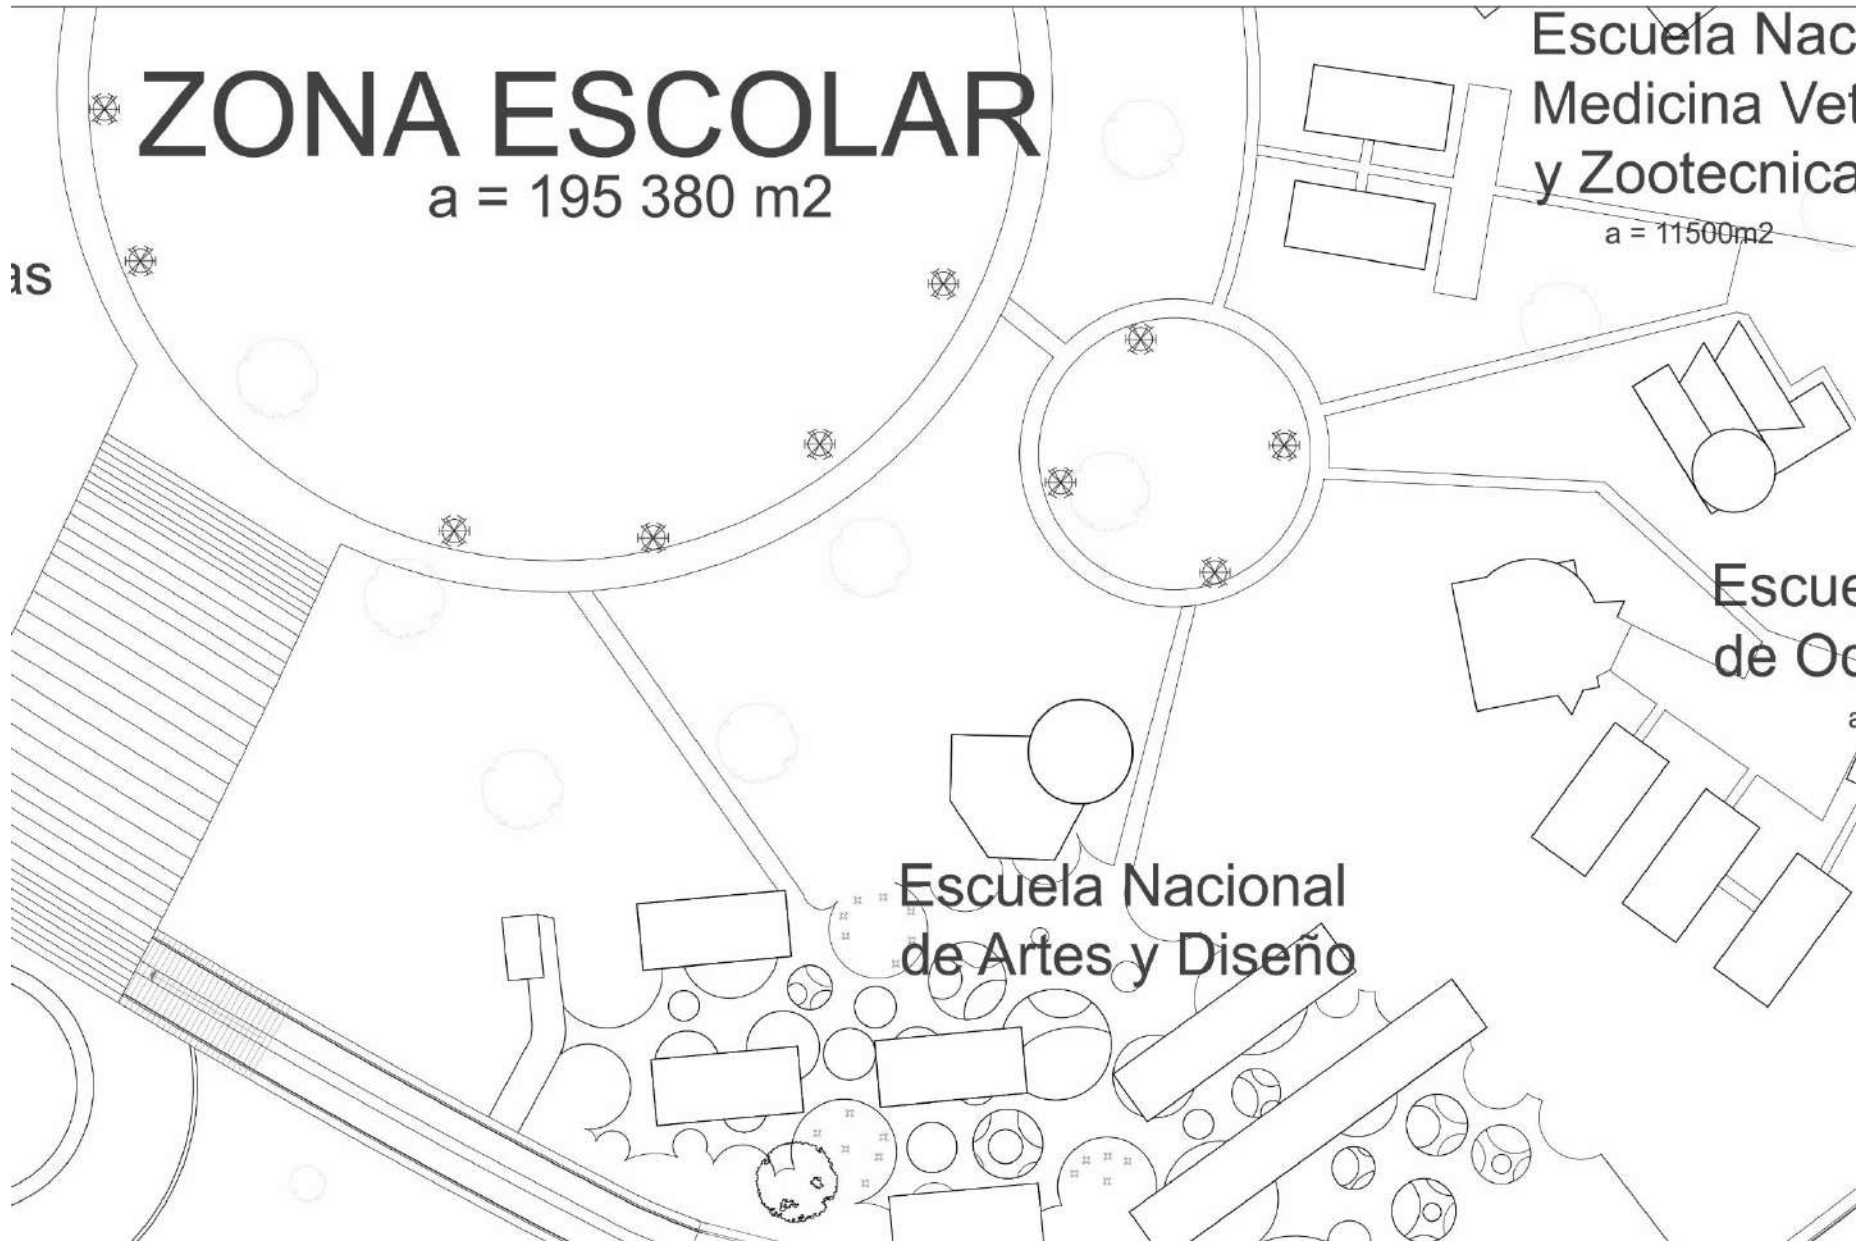 ZONA ESCOLAR
a = 195 380 m2
as
Escuela Nac
Medicina Vet
y Zootecnica
a = 11500m2
Escue
de Oc
a
Escuela Nacional
de Artes y Diseño